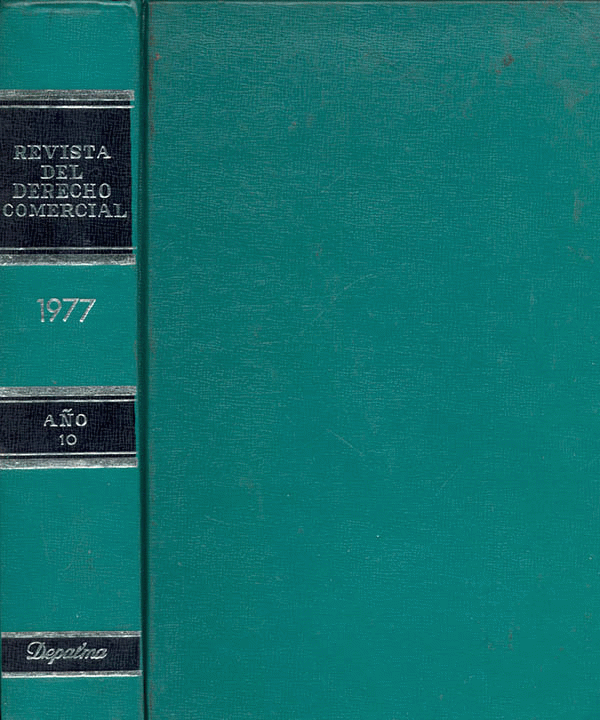 REVISTA
DEL
DERECHO
COMERCIAL
1977
AÑO
10
Depalma